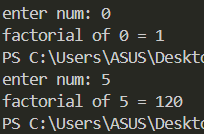 enter num: 0
factorial of 0 = 1
PS C:\Users\ASUS\Deskto
enter num: 5
factorial of 5 = 120
PS C:\Users\ASUS\Deskto